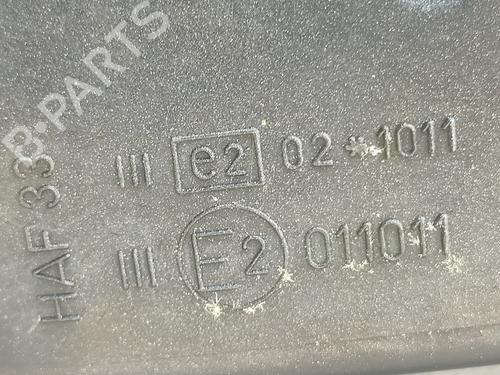 B-PARTS
HAF 33
III e2 02*1011
III E2 011011